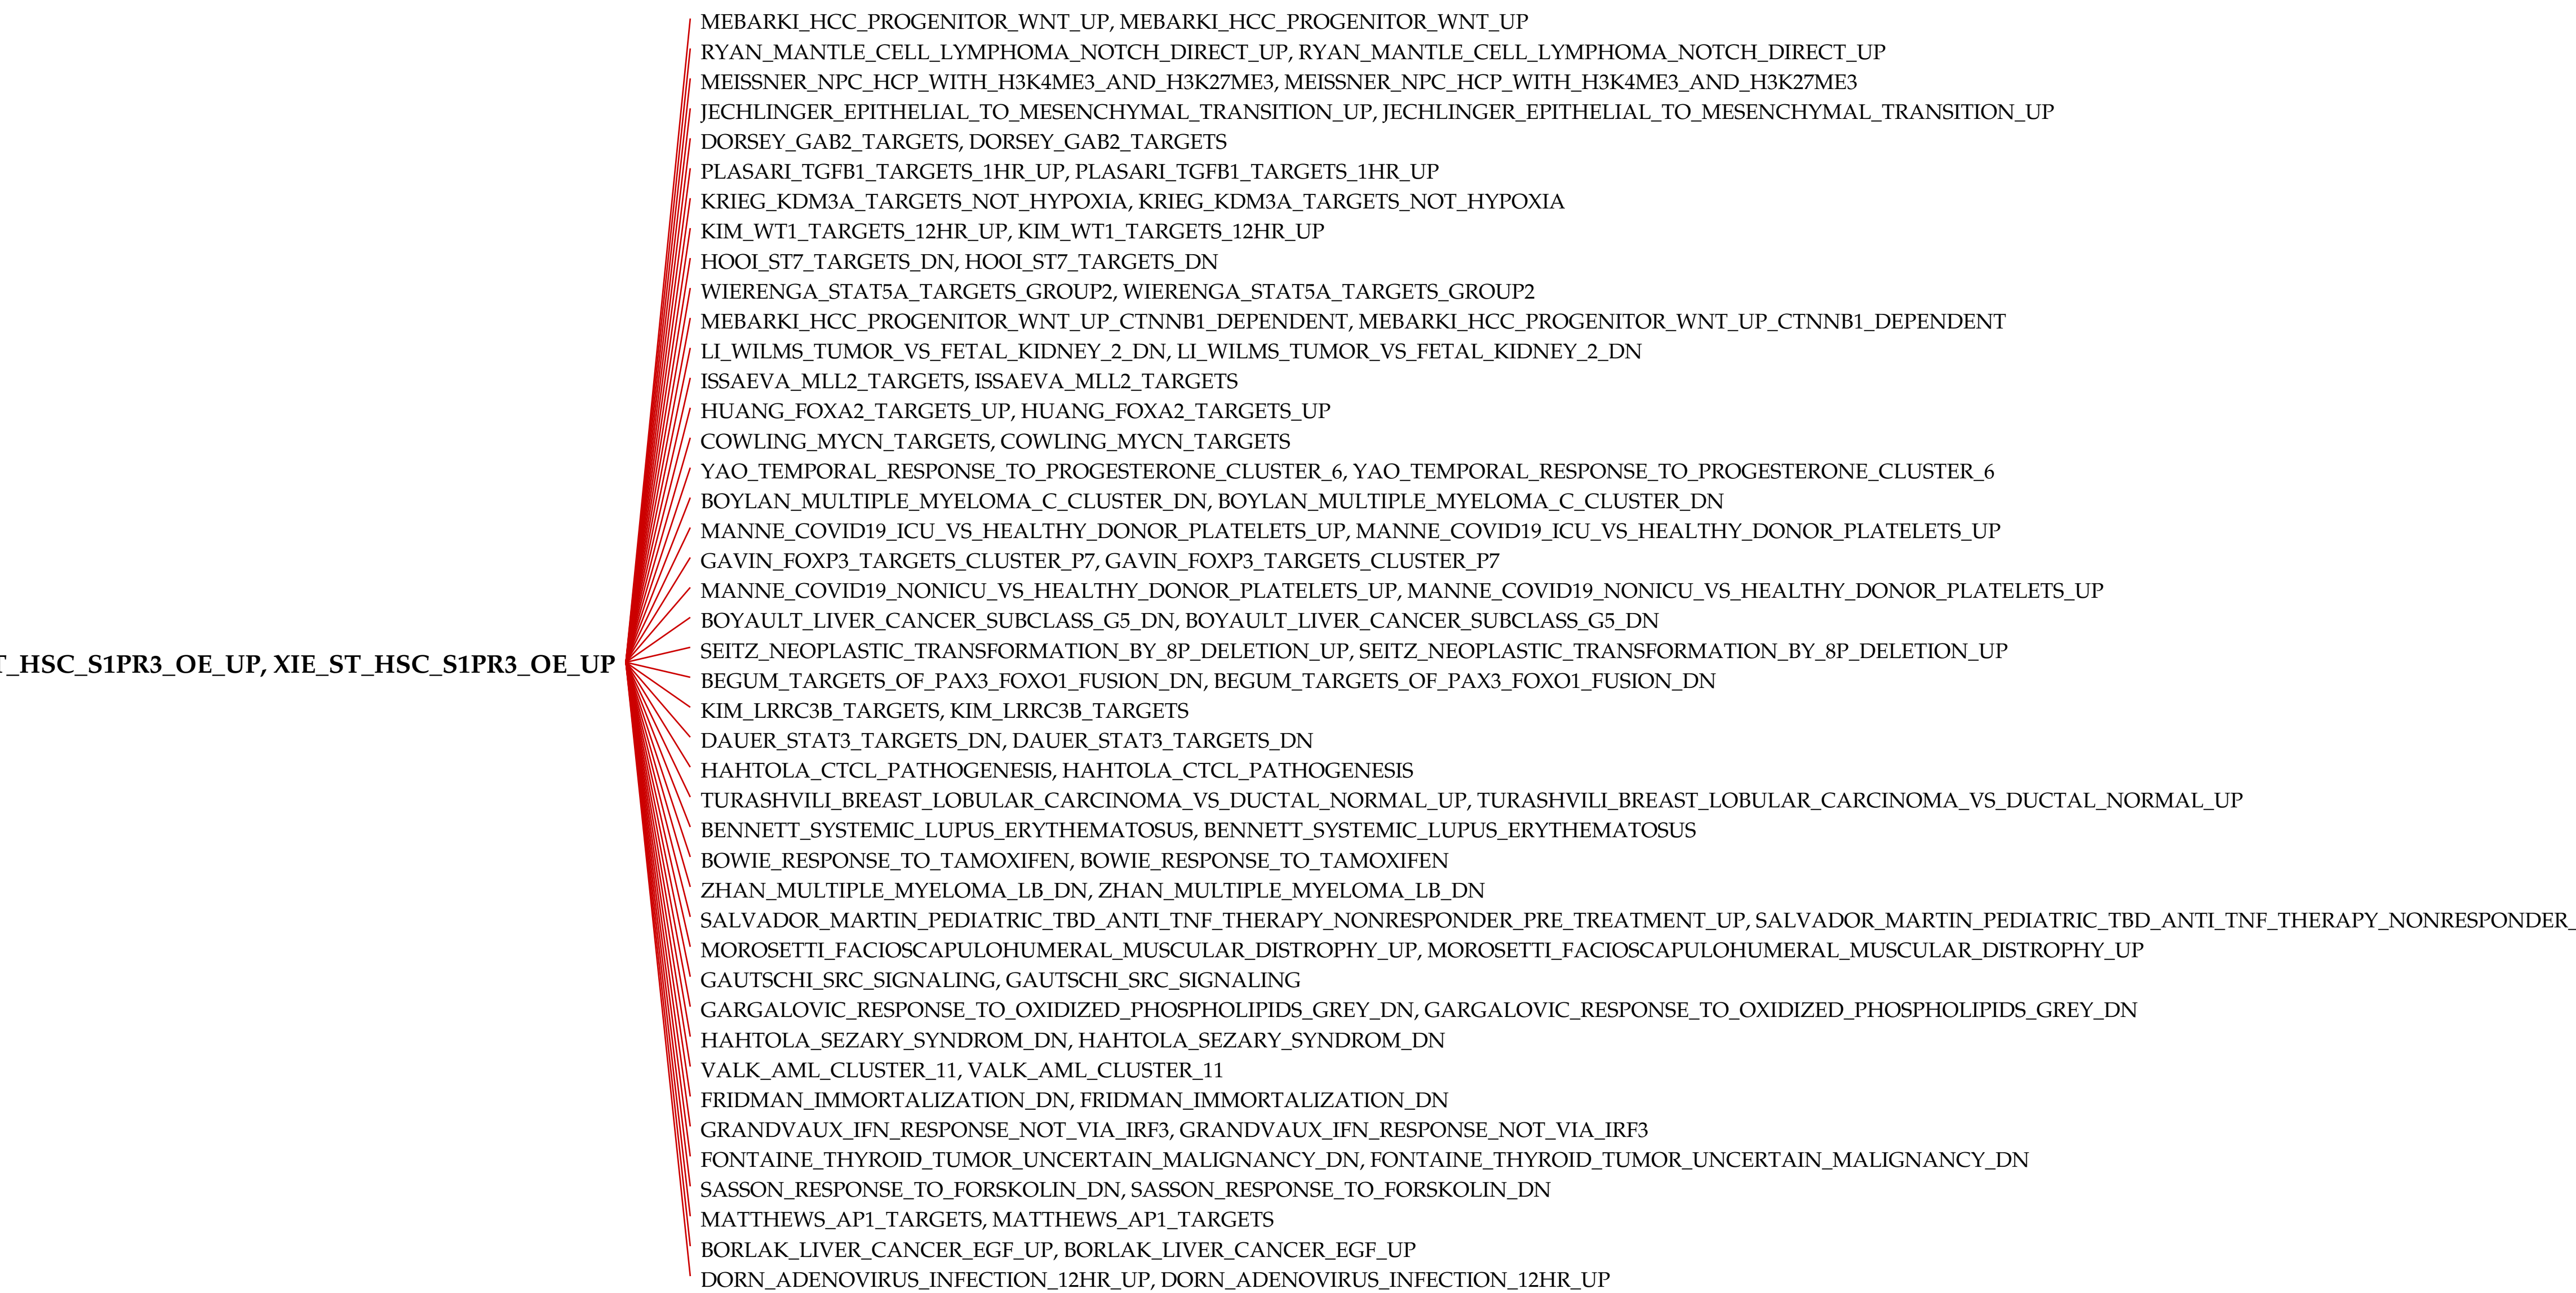 MEBARKI_HCC_PROGENITOR_WNT_UP, MEBARKI_HCC_PROGENITOR_WNT_UP
RYAN_MANTLE_CELL_LYMPHOMA_NOTCH_DIRECT_UP, RYAN_MANTLE_CELL_LYMPHOMA_NOTCH_DIRECT_UP
MEISSNER_NPC_HCP_WITH_H3K4ME3_AND_H3K27ME3, MEISSNER_NPC_HCP_WITH_H3K4ME3_AND_H3K27ME3
JECHLINGER_EPITHELIAL_TO_MESENCHYMAL_TRANSITION_UP, JECHLINGER_EPITHELIAL_TO_MESENCHYMAL_TRANSITION_UP
DORSEY_GAB2_TARGETS, DORSEY_GAB2_TARGETS
PLASARI_TGFB1_TARGETS_1HR_UP, PLASARI_TGFB1_TARGETS_1HR_UP
KRIEG_KDM3A_TARGETS_NOT_HYPOXIA, KRIEG_KDM3A_TARGETS_NOT_HYPOXIA
KIM_WT1_TARGETS_12HR_UP, KIM_WT1_TARGETS_12HR_UP
HOOI_ST7_TARGETS_DN, HOOI_ST7_TARGETS_DN
WIERENGA_STAT5A_TARGETS_GROUP2, WIERENGA_STAT5A_TARGETS_GROUP2
MEBARKI_HCC_PROGENITOR_WNT_UP_CTNNB1_DEPENDENT, MEBARKI_HCC_PROGENITOR_WNT_UP_CTNNB1_DEPENDENT
LI_WILMS_TUMOR_VS_FETAL_KIDNEY_2_DN, LI_WILMS_TUMOR_VS_FETAL_KIDNEY_2_DN
ISSAEVA_MLL2_TARGETS, ISSAEVA_MLL2_TARGETS
HUANG_FOXA2_TARGETS_UP, HUANG_FOXA2_TARGETS_UP
COWLING_MYCN_TARGETS, COWLING_MYCN_TARGETS
YAO_TEMPORAL_RESPONSE_TO_PROGESTERONE_CLUSTER_6, YAO_TEMPORAL_RESPONSE_TO_PROGESTERONE_CLUSTER_6
BOYLAN_MULTIPLE_MYELOMA_C_CLUSTER_DN, BOYLAN_MULTIPLE_MYELOMA_C_CLUSTER_DN
MANNE_COVID19_ICU_VS_HEALTHY_DONOR_PLATELETS_UP, MANNE_COVID19_ICU_VS_HEALTHY_DONOR_PLATELETS_UP
GAVIN_FOXP3_TARGETS_CLUSTER_P7, GAVIN_FOXP3_TARGETS_CLUSTER_P7
MANNE_COVID19_NONICU_VS_HEALTHY_DONOR_PLATELETS_UP, MANNE_COVID19_NONICU_VS_HEALTHY_DONOR_PLATELETS_UP
BOYAULT_LIVER_CANCER_SUBCLASS_G5_DN, BOYAULT_LIVER_CANCER_SUBCLASS_G5_DN
SEITZ_NEOPLASTIC_TRANSFORMATION_BY_8P_DELETION_UP, SEITZ_NEOPLASTIC_TRANSFORMATION_BY_8P_DELETION_UP
T_HSC_S1PR3_OE_UP, XIE_ST_HSC_S1PR3_OE_UP
BEGUM_TARGETS_OF_PAX3_FOXO1_FUSION_DN, BEGUM_TARGETS_OF_PAX3_FOXO1_FUSION_DN
KIM_LRRC3B_TARGETS, KIM_LRRC3B_TARGETS
DAUER_STAT3_TARGETS_DN, DAUER_STAT3_TARGETS_DN
HAHTOLA_CTCL_PATHOGENESIS, HAHTOLA_CTCL_PATHOGENESIS
TURASHVILI_BREAST_LOBULAR_CARCINOMA_VS_DUCTAL_NORMAL_UP, TURASHVILI_BREAST_LOBULAR_CARCINOMA_VS_DUCTAL_NORMAL_UP
BENNETT_SYSTEMIC_LUPUS_ERYTHEMATOSUS, BENNETT_SYSTEMIC_LUPUS_ERYTHEMATOSUS
BOWIE_RESPONSE_TO_TAMOXIFEN, BOWIE_RESPONSE_TO_TAMOXIFEN
ZHAN_MULTIPLE_MYELOMA_LB_DN, ZHAN_MULTIPLE_MYELOMA_LB_DN
SALVADOR_MARTIN_PEDIATRIC_TBD_ANTI_TNF_THERAPY_NONRESPONDER_PRE_TREATMENT_UP, SALVADOR_MARTIN_PEDIATRIC_TBD_ANTI_TNF_THERAPY_NONRESPONDER_
MOROSETTI_FACIOSCAPULOHUMERAL_MUSCULAR_DISTROPHY_UP, MOROSETTI_FACIOSCAPULOHUMERAL_MUSCULAR_DISTROPHY_UP
GAUTSCHI_SRC_SIGNALING, GAUTSCHI_SRC_SIGNALING
GARGALOVIC_RESPONSE_TO_OXIDIZED_PHOSPHOLIPIDS_GREY_DN, GARGALOVIC_RESPONSE_TO_OXIDIZED_PHOSPHOLIPIDS_GREY_DN
HAHTOLA_SEZARY_SYNDROM_DN, HAHTOLA_SEZARY_SYNDROM_DN
VALK_AML_CLUSTER_11, VALK_AML_CLUSTER_11
FRIDMAN_IMMORTALIZATION_DN, FRIDMAN_IMMORTALIZATION_DN
GRANDVAUX_IFN_RESPONSE_NOT_VIA_IRF3, GRANDVAUX_IFN_RESPONSE_NOT_VIA_IRF3
FONTAINE_THYROID_TUMOR_UNCERTAIN_MALIGNANCY_DN, FONTAINE_THYROID_TUMOR_UNCERTAIN_MALIGNANCY_DN
SASSON_RESPONSE_TO_FORSKOLIN_DN, SASSON_RESPONSE_TO_FORSKOLIN_DN
MATTHEWS_AP1_TARGETS, MATTHEWS_AP1_TARGETS
BORLAK_LIVER_CANCER_EGF_UP, BORLAK_LIVER_CANCER_EGF_UP
DORN_ADENOVIRUS_INFECTION_12HR_UP, DORN_ADENOVIRUS_INFECTION_12HR_UP